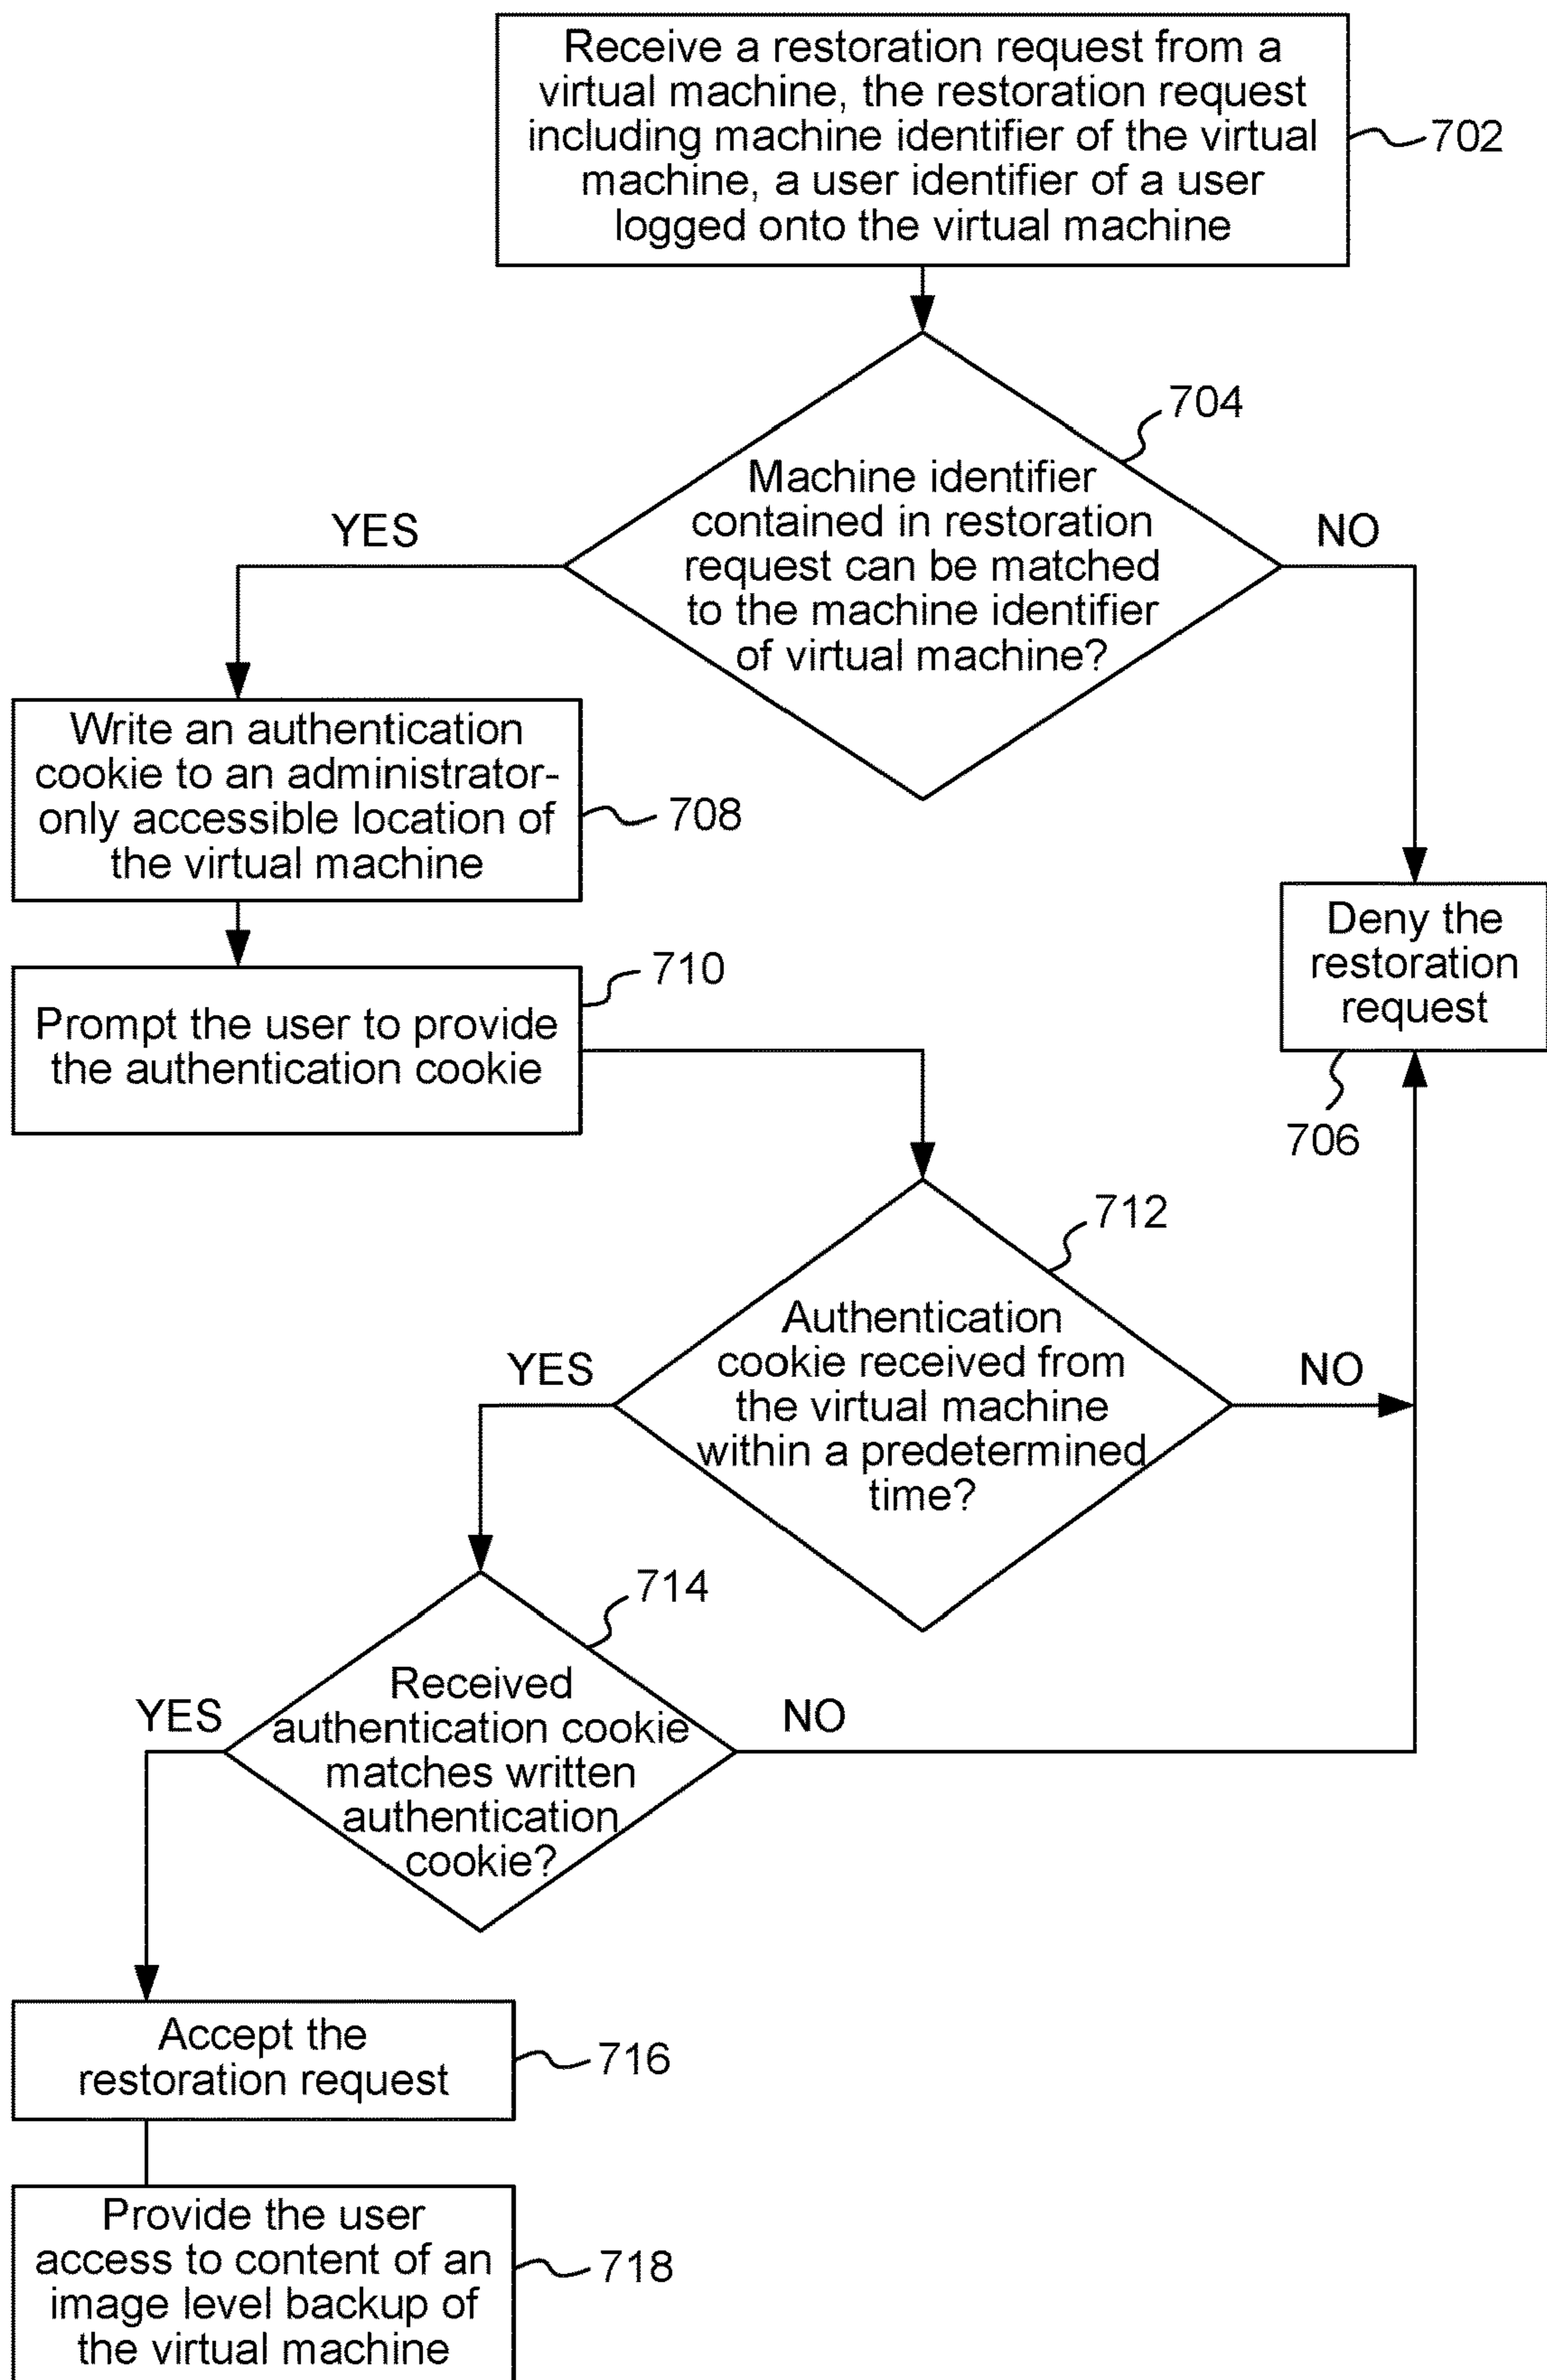 Receive a restoration request from a
virtual machine, the restoration request
including machine identifier of the virtual
machine, a user identifier of a user
logged onto the virtual machine
702
704
Machine identifier
contained in restoration
request can be matched
to the machine identifier
of virtual machine?
YES
NO
Write an authentication
cookie to an administrator-
only accessible location of
the virtual machine
708
Deny the
restoration
request
706
710
Prompt the user to provide
the authentication cookie
712
Authentication
cookie received from
the virtual machine
within a predetermined
time?
YES
NO
714
Received
authentication cookie
matches written
authentication
cookie?
YES
NO
Accept the
restoration request
716
Provide the user
access to content of an
image level backup of
the virtual machine
718